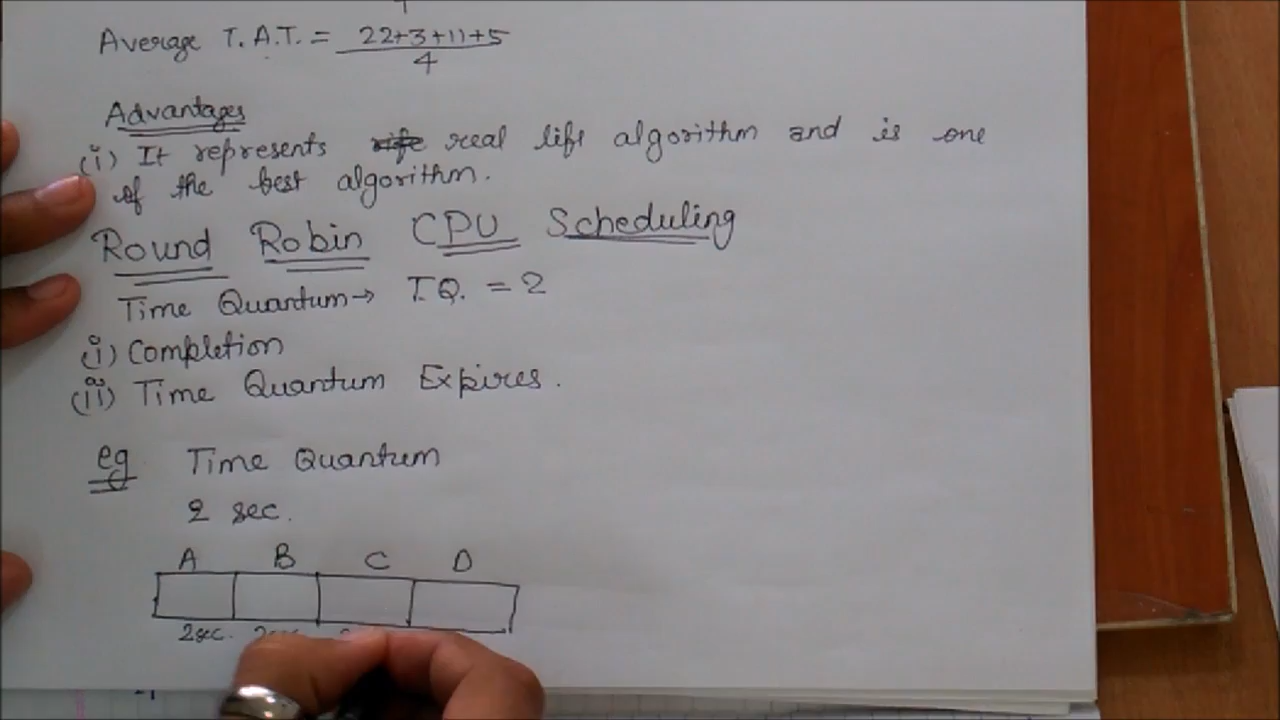 Average T.A.T. = 22+3+11+5
4
Advantages
(i) It represents real life algorithm and is one
of the best algorithm.
Round Robin CPU Scheduling
Time Quantum → T.Q. = 2
(i) Completion
(ii) Time Quantum Expires.
eg Time Quantum
2 sec.
A B C D
2sec.